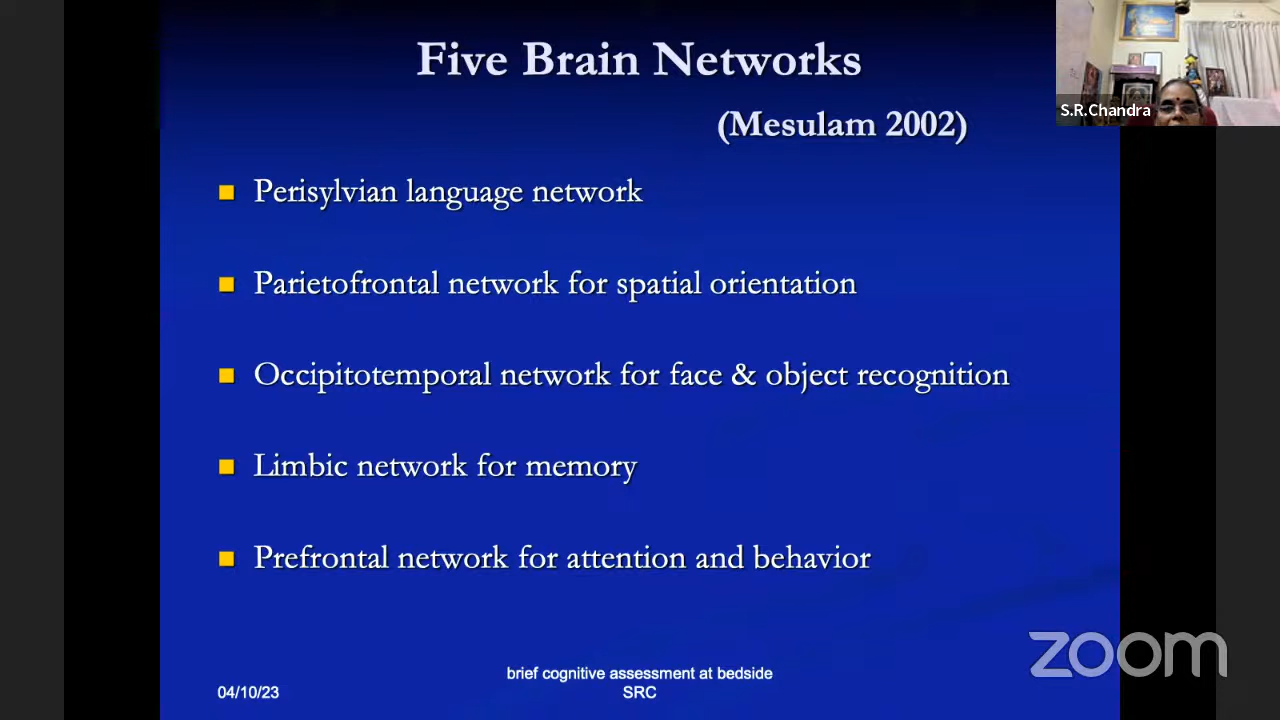 Five Brain Networks
(Mesulam 2002)
S.R.Chandra
Perisylvian language network
Parietofrontal network for spatial orientation
Occipitotemporal network for face & object recognition
Limbic network for memory
Prefrontal network for attention and behavior
zoom
brief cognitive assessment at bedside
04/10/23
SRC